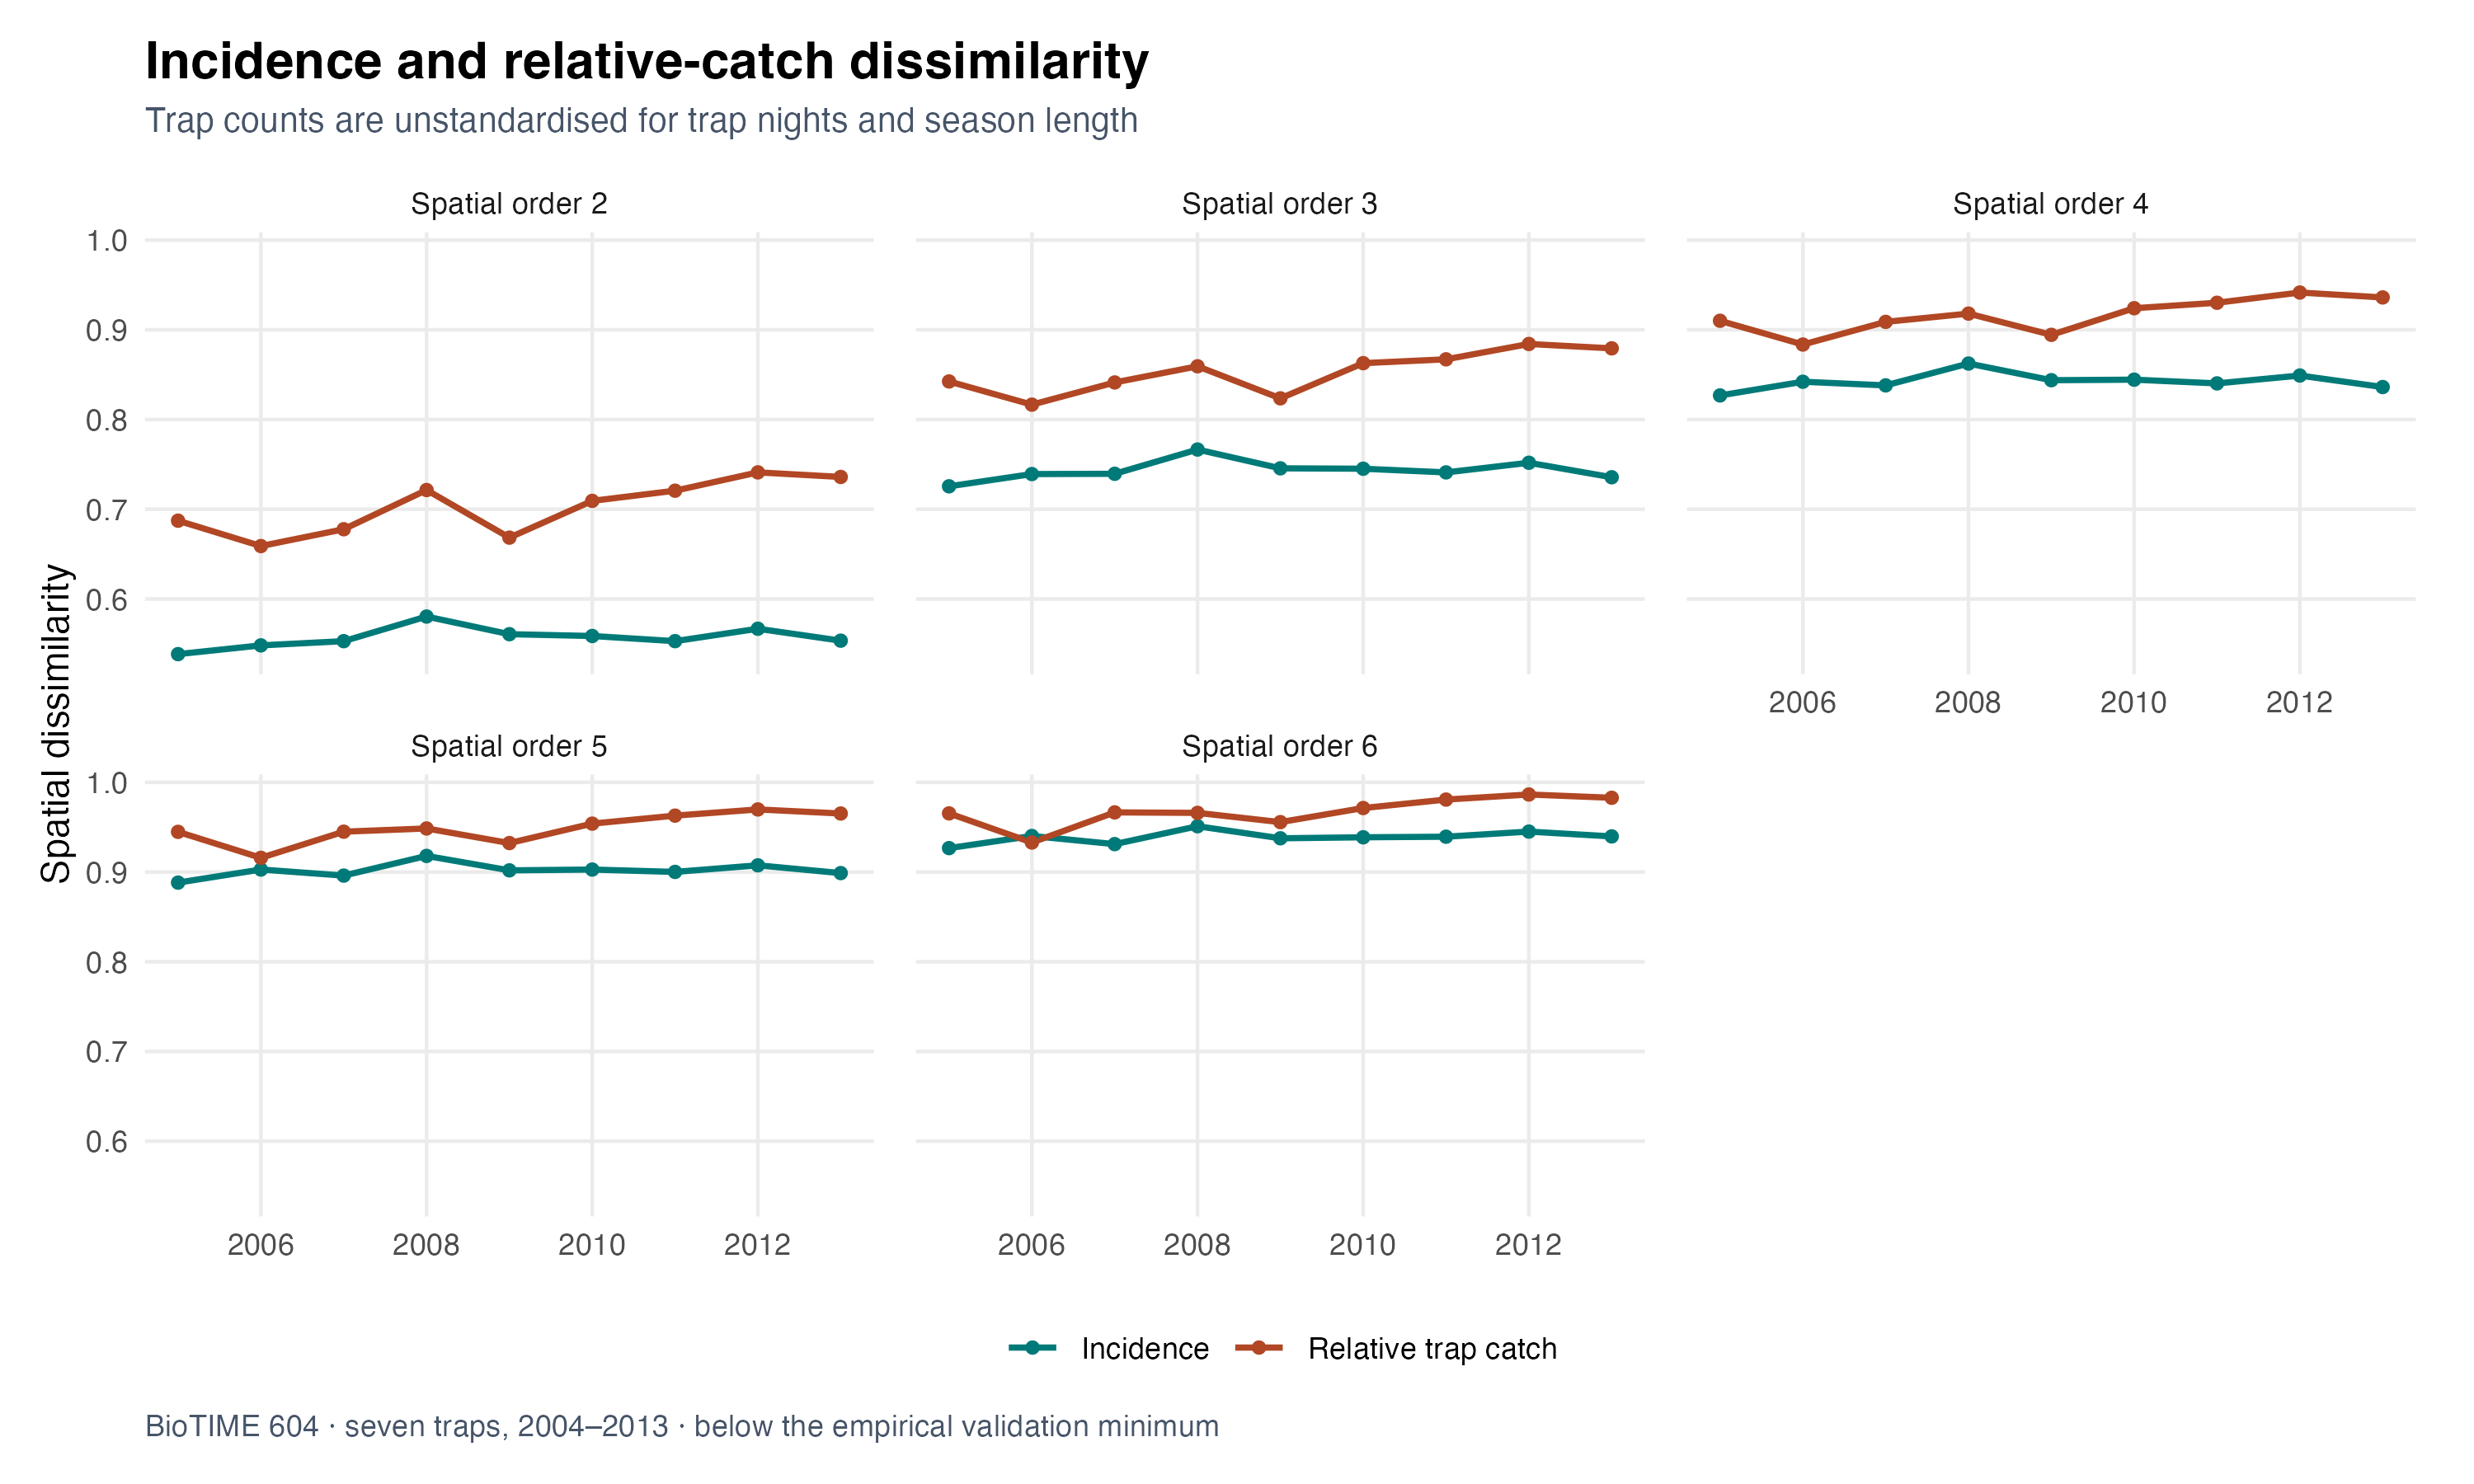 Incidence and relative-catch dissimilarity
Trap counts are unstandardised for trap nights and season length
Spatial order 2
Spatial order 3
Spatial order 4
1.0
0.9
0.8
0.7
0.6
2006 2008 2010 2012
Spatial dissimilarity
Spatial order 5
Spatial order 6
1.0
0.9
0.8
0.7
0.6
2006 2008 2010 2012
2006 2008 2010 2012
Incidence
Relative trap catch
BioTIME 604 · seven traps, 2004–2013 · below the empirical validation minimum